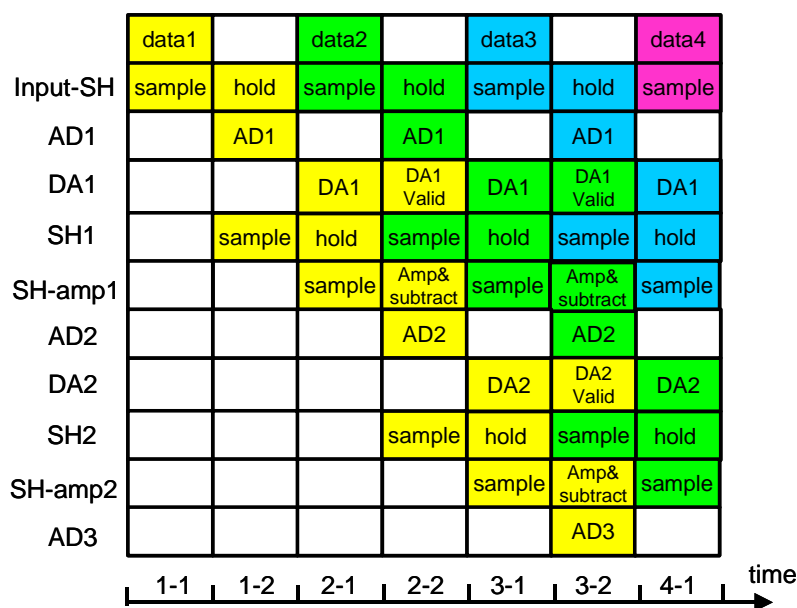 data1 data2 data3 data4
Input-SH sample hold sample hold sample hold sample
AD1 AD1 AD1 AD1
DA1 DA1 DA1 Valid DA1 DA1 Valid DA1
SH1 sample hold sample hold sample hold
SH-amp1 sample Amp& subtract sample Amp& subtract sample
AD2 AD2 AD2
DA2 DA2 DA2 Valid DA2
SH2 sample hold sample hold
SH-amp2 sample Amp& subtract sample
AD3 AD3
time
1-1 1-2 2-1 2-2 3-1 3-2 4-1